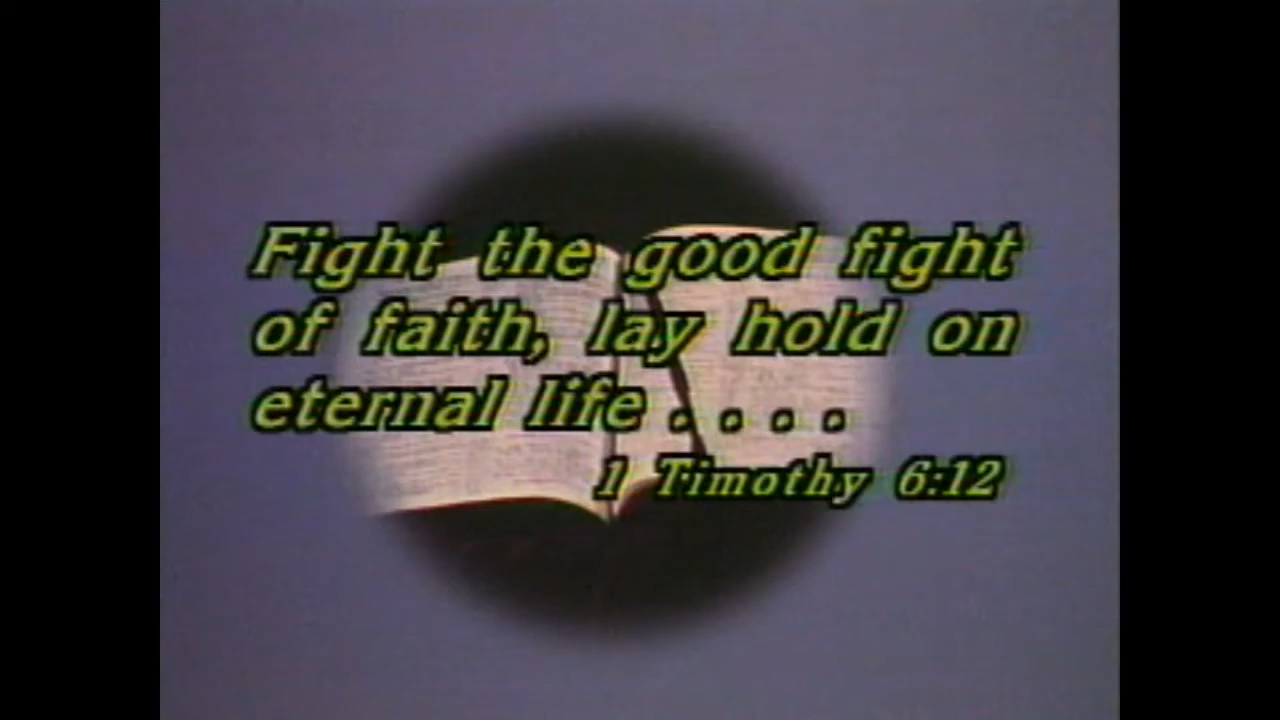 Fight the good fight
of faith, lay hold on
eternal life . . . .
1 Timothy 6:12